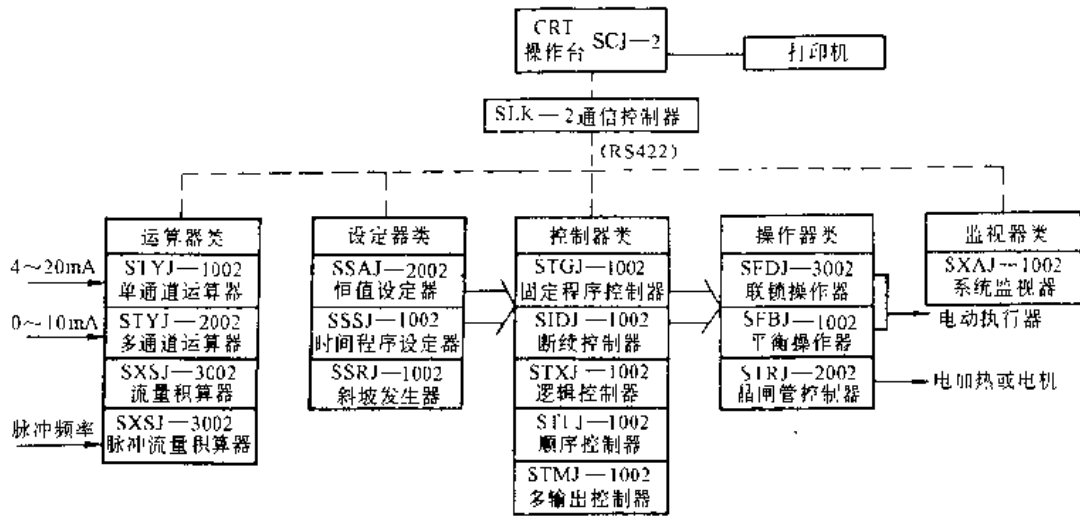 CRT
操作台 SCJ—2
打印机
SLK—2通信控制器
(RS422)
运算器类
STYJ—1002
单通道运算器
STYJ—2002
多通道运算器
SXSJ—3002
流量积算器
SXSJ—3002
脉冲流量积算器
4～20mA
0～10mA
脉冲频率
设定器类
SSAJ—2002
恒值设定器
SSSJ—1002
时间程序设定器
SSRJ—1002
斜坡发生器
控制器类
STGJ—1002
固定程序控制器
SIDJ—1002
断续控制器
STXJ—1002
逻辑控制器
—1002
顺序控制器
STMJ—1002
多输出控制器
操作器类
SFDJ—3002
联锁操作器
SFBJ—1002
平衡操作器
STRJ—2002
晶闸管控制器
监视器类
SXAJ—1002
系统监视器
电动执行器
电加热或电机